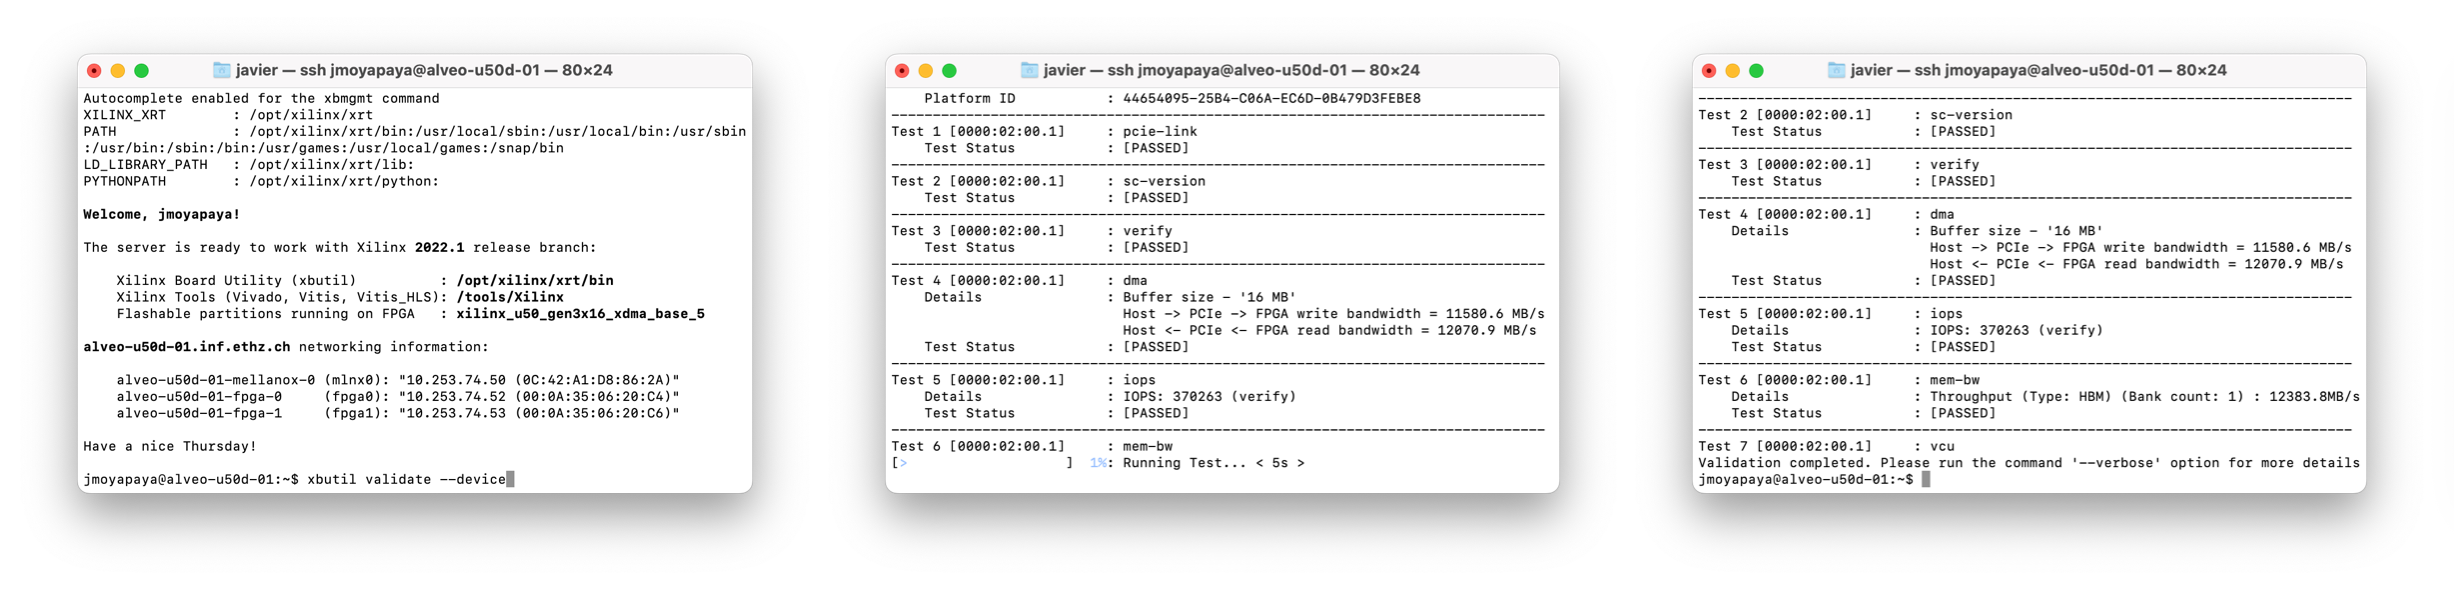 javier — ssh jmoyapaya@alveo-u50d-01 — 80×24
Autocomplete enabled for the xbmgmt command
XILINX_XRT        : /opt/xilinx/xrt
PATH              : /opt/xilinx/xrt/bin:/usr/local/sbin:/usr/local/bin:/usr/sbin
:/usr/bin:/sbin:/bin:/usr/games:/usr/local/games:/snap/bin
LD_LIBRARY_PATH   : /opt/xilinx/xrt/lib:
PYTHONPATH        : /opt/xilinx/xrt/python:
Welcome, jmoyapaya!
The server is ready to work with Xilinx 2022.1 release branch:
Xilinx Board Utility (xbutil)          : /opt/xilinx/xrt/bin
Xilinx Tools (Vivado, Vitis, Vitis_HLS): /tools/Xilinx
Flashable partitions running on FPGA   : xilinx_u50_gen3x16_xdma_base_5
alveo-u50d-01.inf.ethz.ch networking information:
alveo-u50d-01-mellanox-0 (mlnx0): "10.253.74.50 (0C:42:A1:D8:86:2A)"
alveo-u50d-01-fpga-0     (fpga0): "10.253.74.52 (00:0A:35:06:20:C4)"
alveo-u50d-01-fpga-1     (fpga1): "10.253.74.53 (00:0A:35:06:20:C6)"
Have a nice Thursday!
jmoyapaya@alveo-u50d-01:~$ xbutil validate --device
javier — ssh jmoyapaya@alveo-u50d-01 — 80×24
Platform ID           : 44654095-25B4-C06A-EC6D-0B479D3FEBE8
-------------------------------------------------------------------------------
Test 1 [0000:02:00.1]     : pcie-link
Test Status           : [PASSED]
-------------------------------------------------------------------------------
Test 2 [0000:02:00.1]     : sc-version
Test Status           : [PASSED]
-------------------------------------------------------------------------------
Test 3 [0000:02:00.1]     : verify
Test Status           : [PASSED]
-------------------------------------------------------------------------------
Test 4 [0000:02:00.1]     : dma
Details               : Buffer size - '16 MB'
Host -> PCIe -> FPGA write bandwidth = 11580.6 MB/s
Host <- PCIe <- FPGA read bandwidth = 12070.9 MB/s
Test Status           : [PASSED]
-------------------------------------------------------------------------------
Test 5 [0000:02:00.1]     : iops
Details               : IOPS: 370263 (verify)
Test Status           : [PASSED]
-------------------------------------------------------------------------------
Test 6 [0000:02:00.1]     : mem-bw
[>                   ]  1%: Running Test... < 5s >
javier — ssh jmoyapaya@alveo-u50d-01 — 80×24
-------------------------------------------------------------------------------
Test 2 [0000:02:00.1]     : sc-version
Test Status           : [PASSED]
-------------------------------------------------------------------------------
Test 3 [0000:02:00.1]     : verify
Test Status           : [PASSED]
-------------------------------------------------------------------------------
Test 4 [0000:02:00.1]     : dma
Details               : Buffer size - '16 MB'
Host -> PCIe -> FPGA write bandwidth = 11580.6 MB/s
Host <- PCIe <- FPGA read bandwidth = 12070.9 MB/s
Test Status           : [PASSED]
-------------------------------------------------------------------------------
Test 5 [0000:02:00.1]     : iops
Details               : IOPS: 370263 (verify)
Test Status           : [PASSED]
-------------------------------------------------------------------------------
Test 6 [0000:02:00.1]     : mem-bw
Details               : Throughput (Type: HBM) (Bank count: 1) : 12383.8MB/s
Test Status           : [PASSED]
-------------------------------------------------------------------------------
Test 7 [0000:02:00.1]     : vcu
Validation completed. Please run the command '--verbose' option for more details
jmoyapaya@alveo-u50d-01:~$